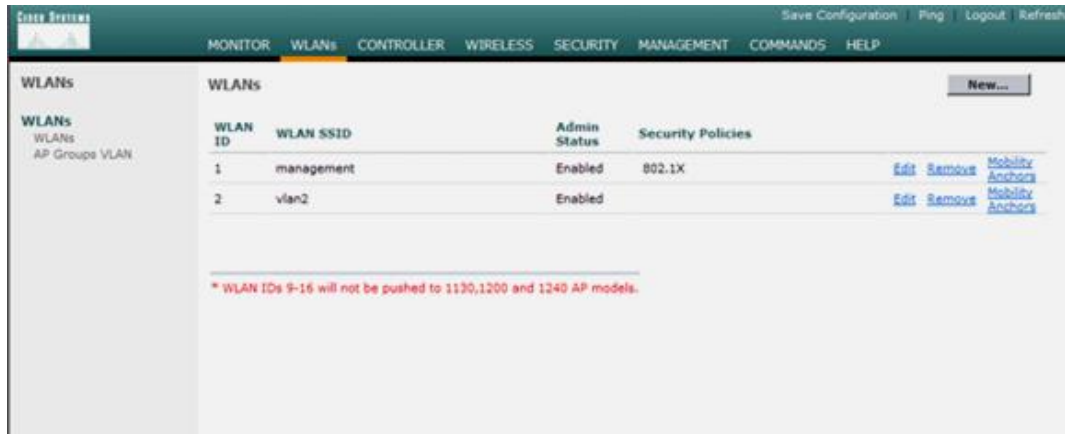 CISCO SYSTEMS
Save Configuration Ping Logout Refresh
MONITOR WLANs CONTROLLER WIRELESS SECURITY MANAGEMENT COMMANDS HELP
WLANs
WLANs
WLANs
AP Groups VLAN
WLANs
New...
WLAN ID WLAN SSID Admin Status Security Policies
1 management Enabled 802.1X Edit Remove Mobility Anchors
2 vlan2 Enabled Edit Remove Mobility Anchors
* WLAN IDs 9-16 will not be pushed to 1130,1200 and 1240 AP models.